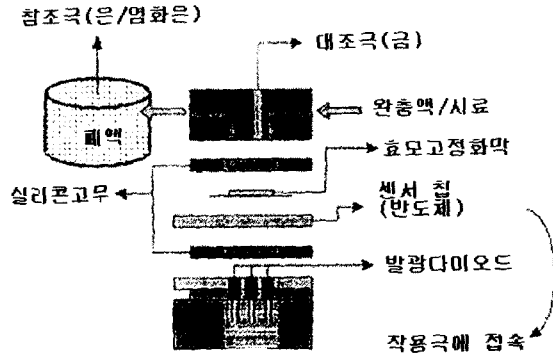 참조극(은/염화은)
대조극(금)
폐액
완충액/시료
효모고정화막
실리콘고무
센서 칩
(반도체)
발광다이오드
작용극에 접속